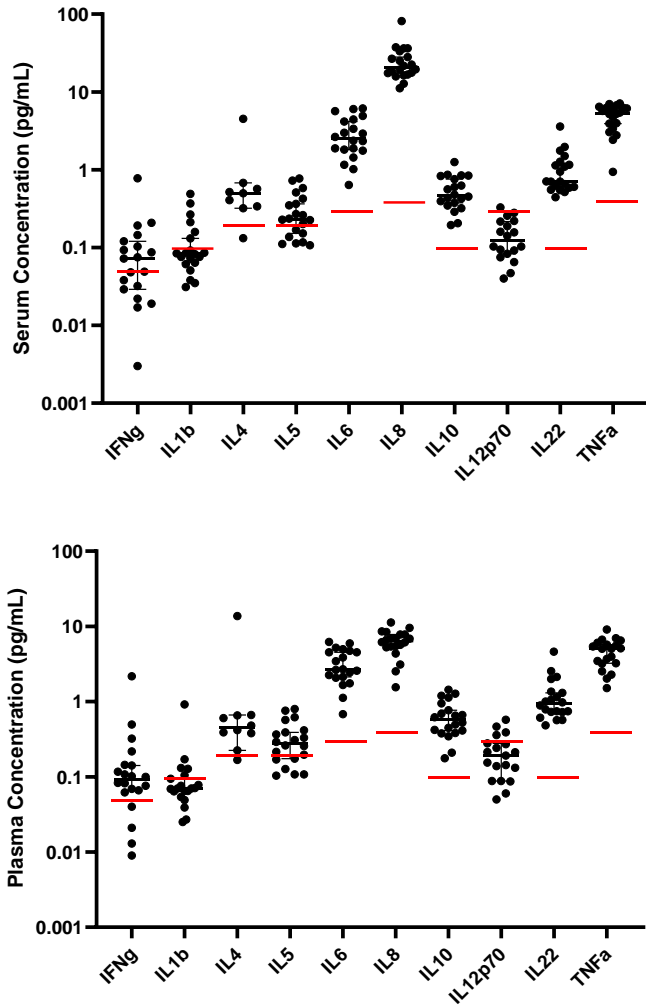 Serum Concentration (pg/mL)
100
10
1
0.1
0.01
0.001
IFNg
IL1b
IL4
IL5
IL6
IL8
IL10
IL12p70
IL22
TNFa
Plasma Concentration (pg/mL)
100
10
1
0.1
0.01
0.001
IFNg
IL1b
IL4
IL5
IL6
IL8
IL10
IL12p70
IL22
TNFa